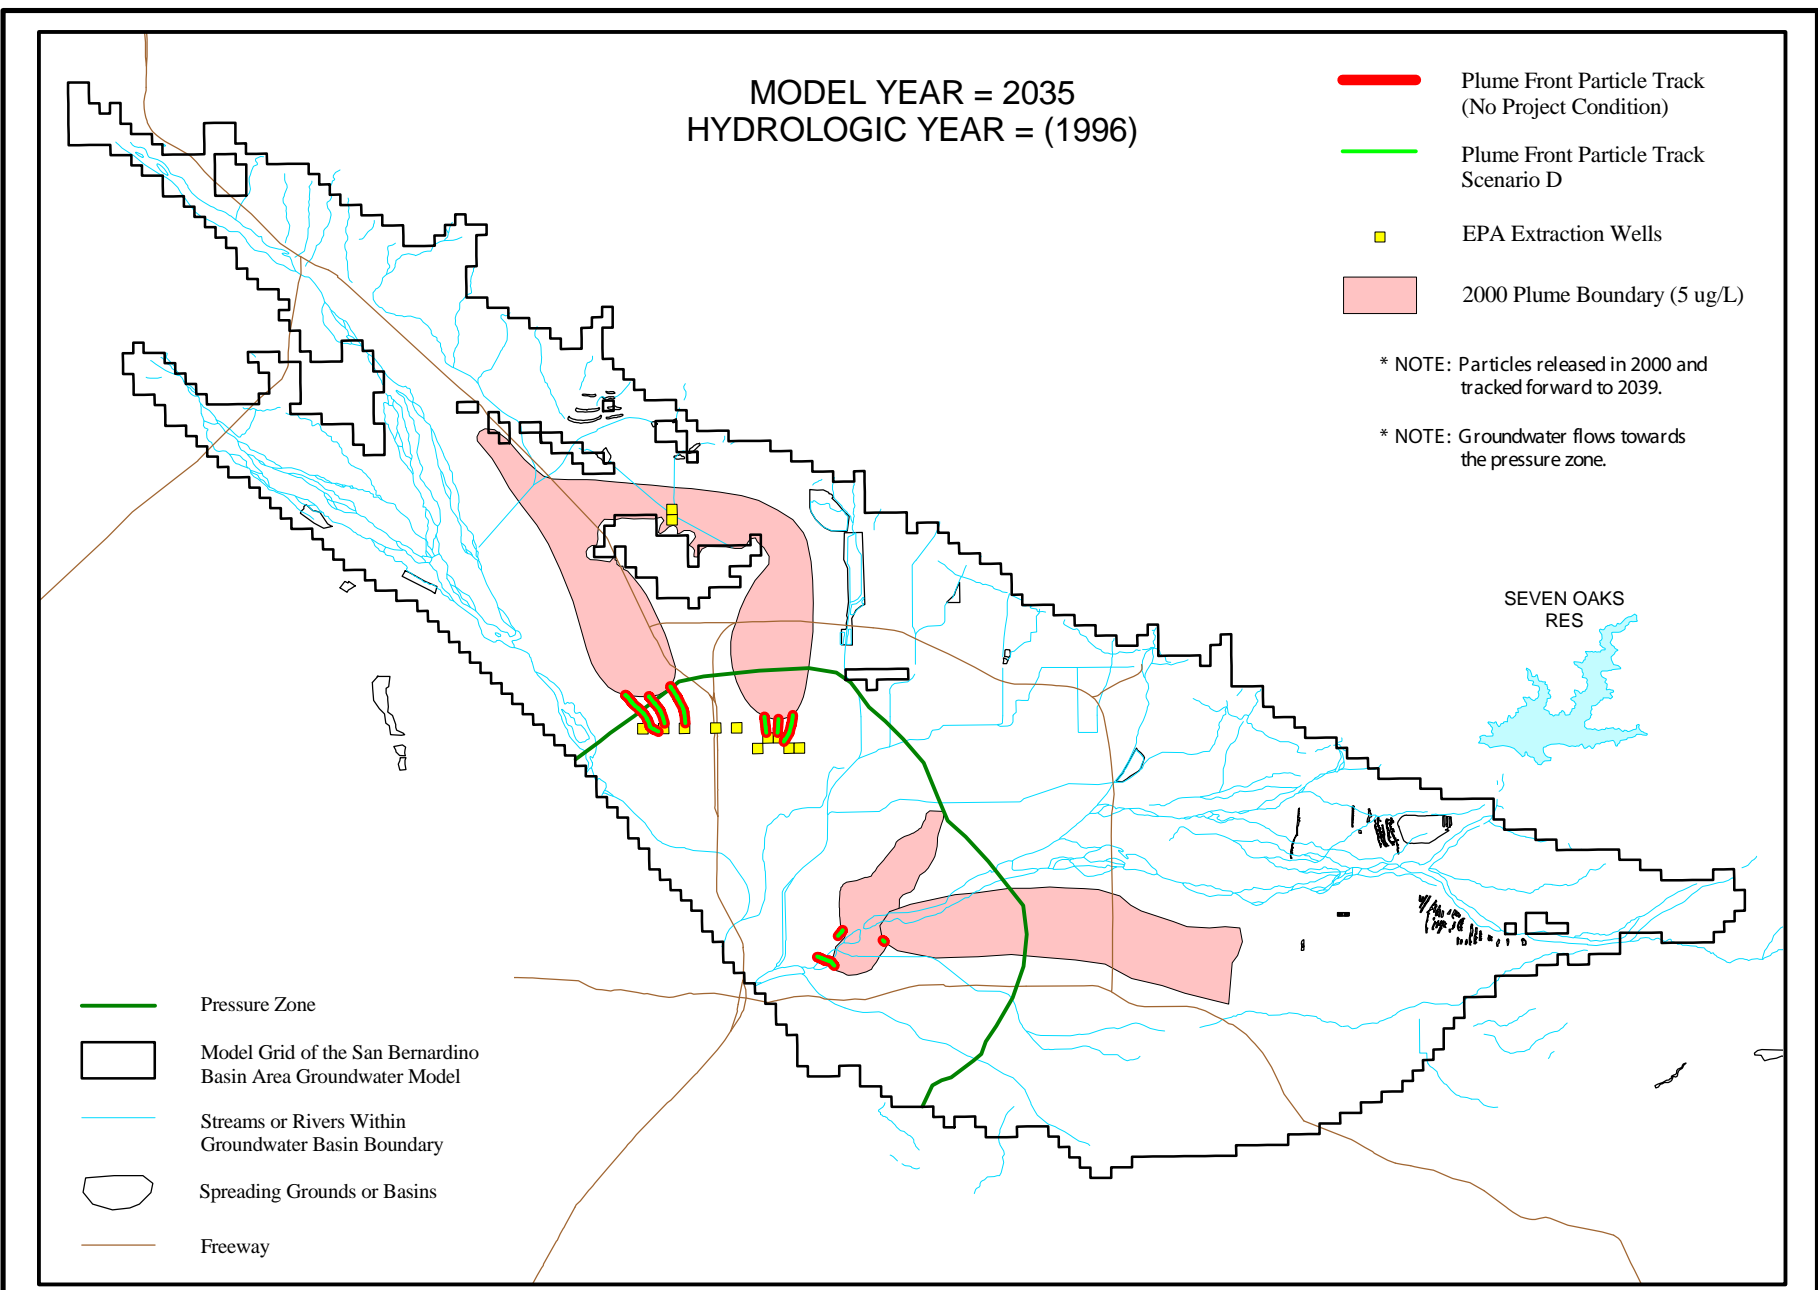 MODEL YEAR = 2035
HYDROLOGIC YEAR = (1996)
Plume Front Particle Track
(No Project Condition)
Plume Front Particle Track
Scenario D
EPA Extraction Wells
2000 Plume Boundary (5 ug/L)
* NOTE: Particles released in 2000 and
tracked forward to 2039.
* NOTE: Groundwater flows towards
the pressure zone.
SEVEN OAKS
RES
Pressure Zone
Model Grid of the San Bernardino
Basin Area Groundwater Model
Streams or Rivers Within
Groundwater Basin Boundary
Spreading Grounds or Basins
Freeway